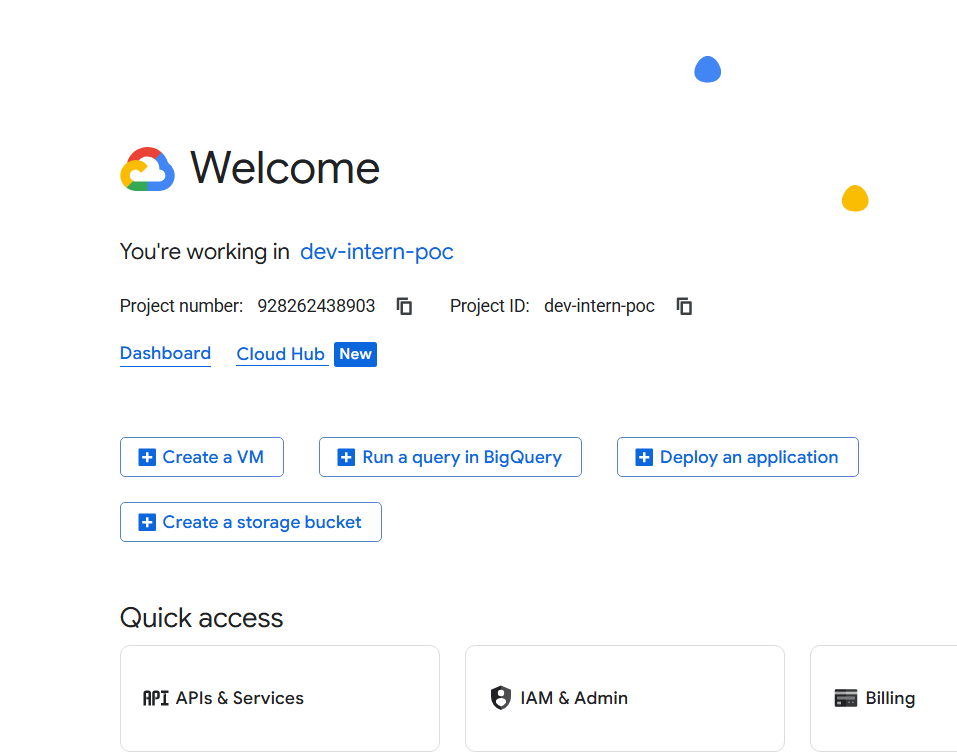 Welcome
You're working in dev-intern-poc
Project number: 928262438903 Project ID: dev-intern-poc
Dashboard Cloud Hub New
Create a VM Run a query in BigQuery Deploy an application
Create a storage bucket
Quick access
API APIs & Services IAM & Admin Billing